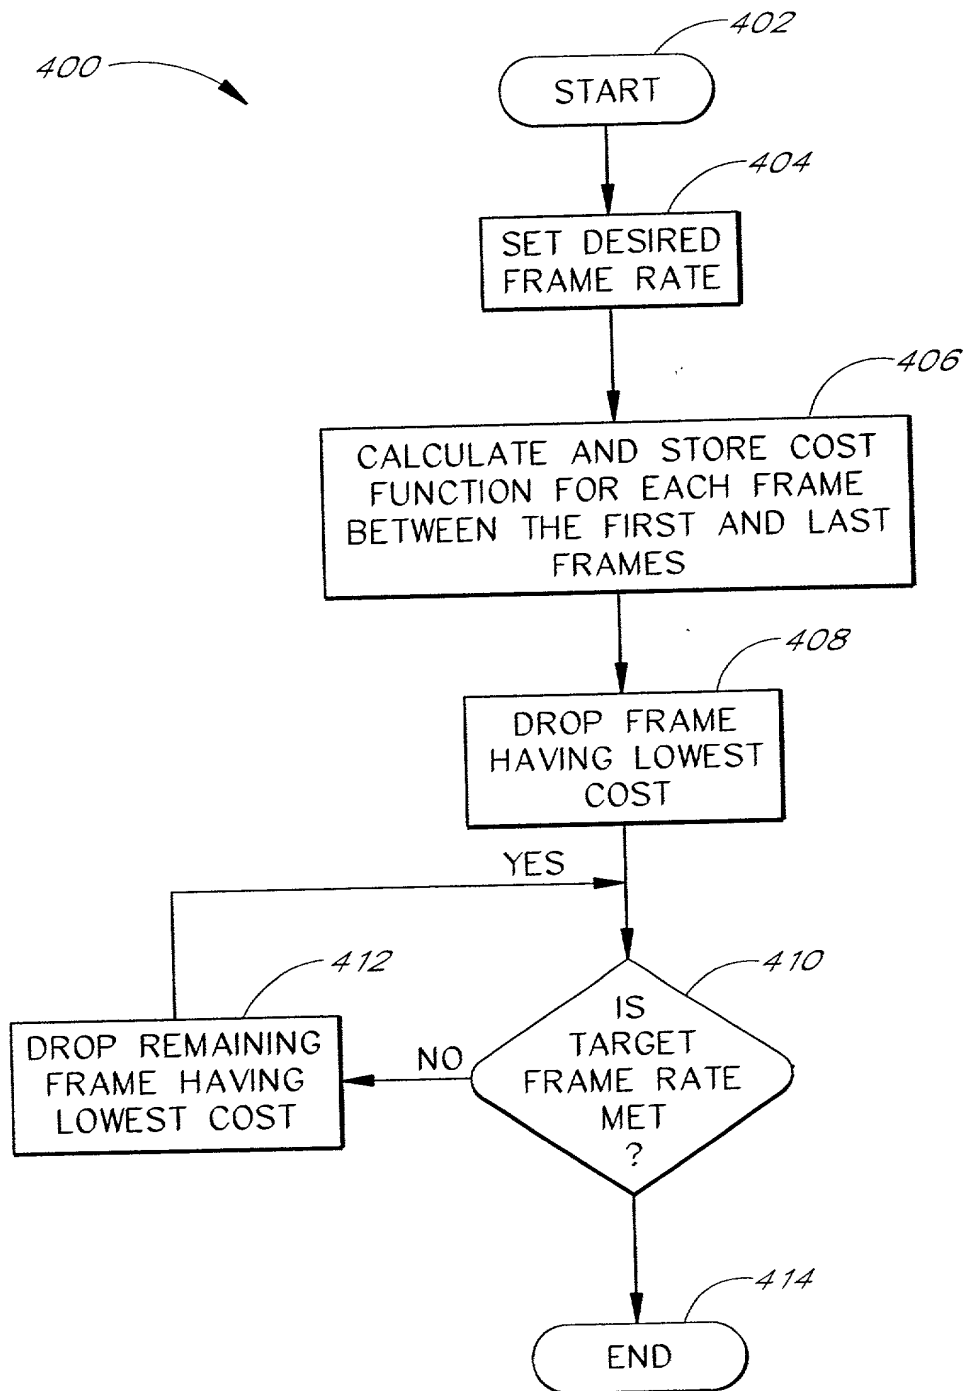 402
400
START
404
SET DESIRED
FRAME RATE
406
CALCULATE AND STORE COST
FUNCTION FOR EACH FRAME
BETWEEN THE FIRST AND LAST
FRAMES
408
DROP FRAME
HAVING LOWEST
COST
YES
412
410
DROP REMAINING
FRAME HAVING
LOWEST COST
NO
IS
TARGET
FRAME RATE
MET
?
414
END